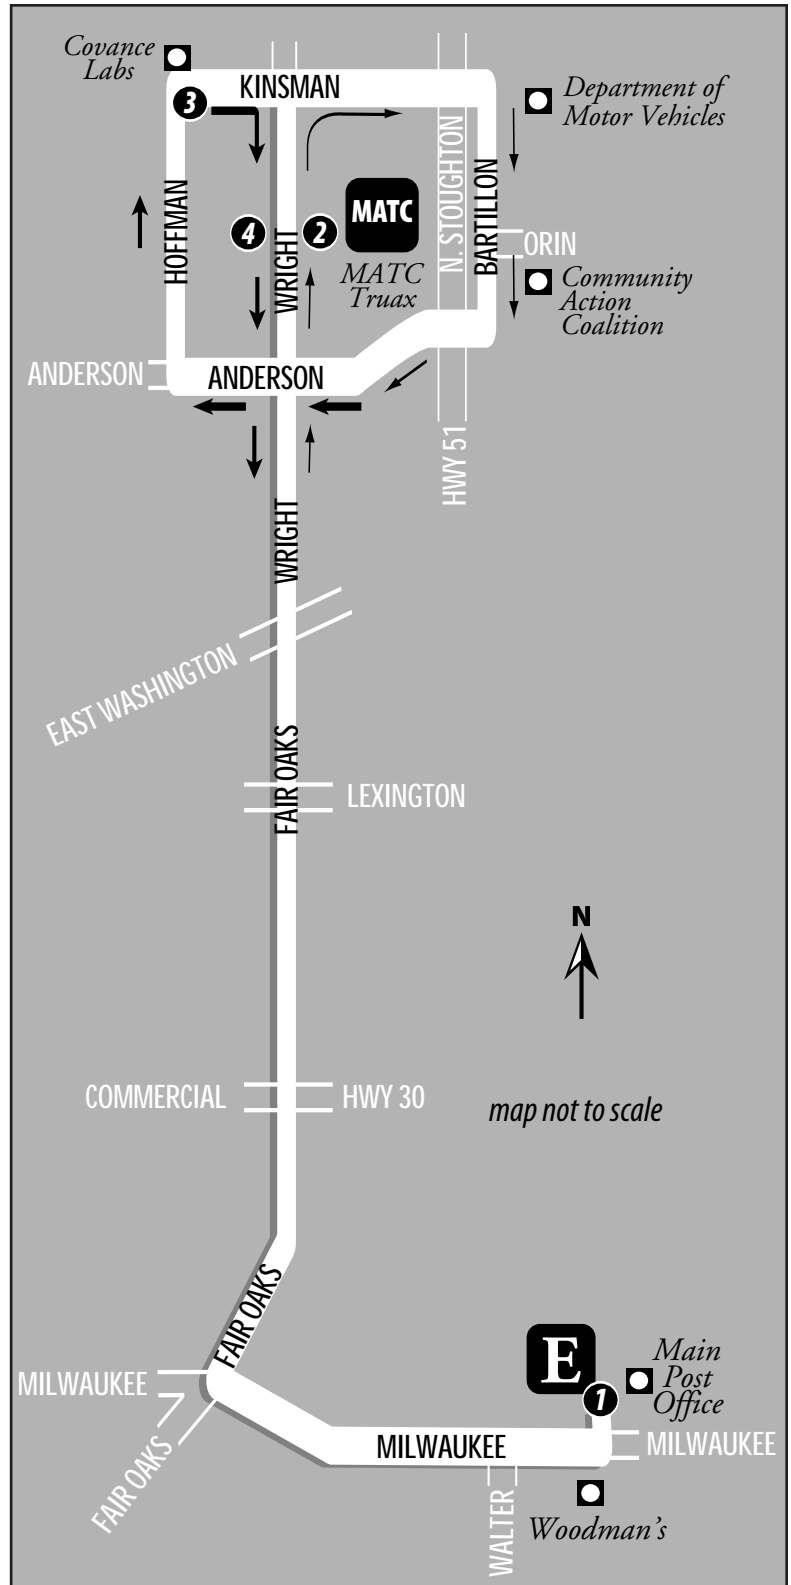 Covance
Labs
KINSMAN
3
Department of
Motor Vehicles
HOFFMAN
4
WRIGHT
2
MATC
MATC
Truax
N. STOUGHTON
BARTILLON
ORIN
Community
Action
Coalition
ANDERSON
ANDERSON
HWY 51
WRIGHT
EAST WASHINGTON
FAIR OAKS
LEXINGTON
N
COMMERCIAL
HWY 30
map not to scale
FAIR OAKS
MILWAUKEE
FAIR OAKS
E
1
Main
Post
Office
MILWAUKEE
MILWAUKEE
WALTER
Woodman's